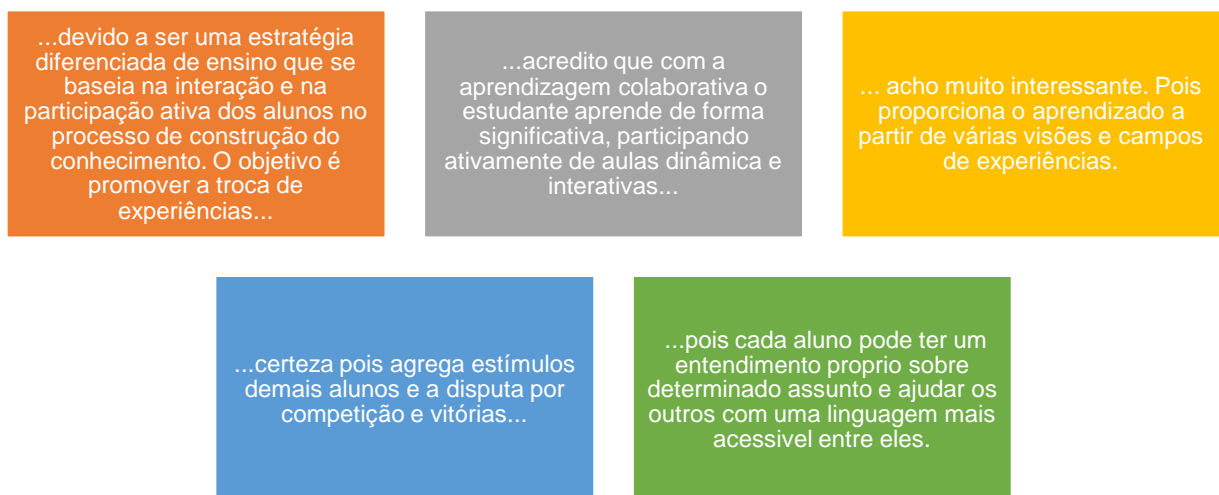 ...devido a ser uma estratégia
diferenciada de ensino que se
baseia na interação e na
participação ativa dos alunos no
processo de construção do
conhecimento. O objetivo é
promover a troca de
experiências...
...acredito que com a
aprendizagem colaborativa o
estudante aprende de forma
significativa, participando
ativamente de aulas dinâmica e
interativas...
... acho muito interessante. Pois
proporciona o aprendizado a
partir de várias visões e campos
de experiências.
...certeza pois agrega estímulos
demais alunos e a disputa por
competição e vitórias...
...pois cada aluno pode ter um
entendimento proprio sobre
determinado assunto e ajudar os
outros com uma linguagem mais
acessivel entre eles.